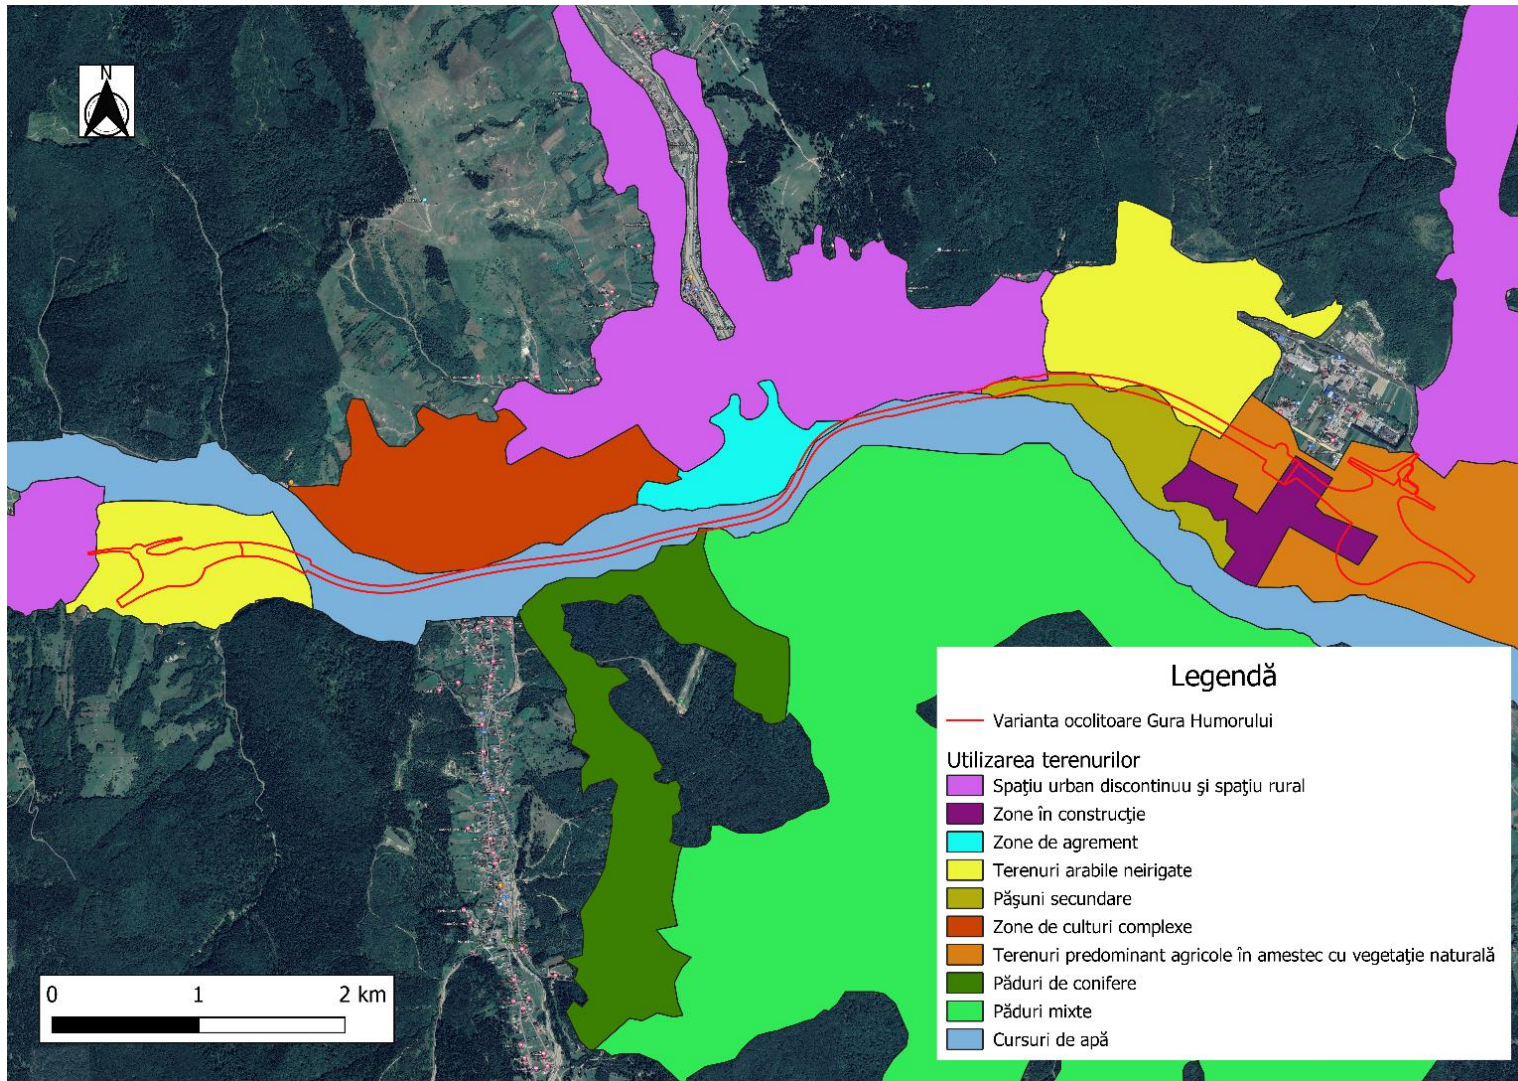 N
Legendă
Varianta ocolitoare Gura Humorului
Utilizarea terenurilor
Spaţiu urban discontinuu şi spaţiu rural
Zone în construcţie
Zone de agrement
Terenuri arabile neirigate
Păşuni secundare
Zone de culturi complexe
Terenuri predominant agricole în amestec cu vegetaţie naturală
Păduri de conifere
Păduri mixte
Cursuri de apă
0 1 2 km